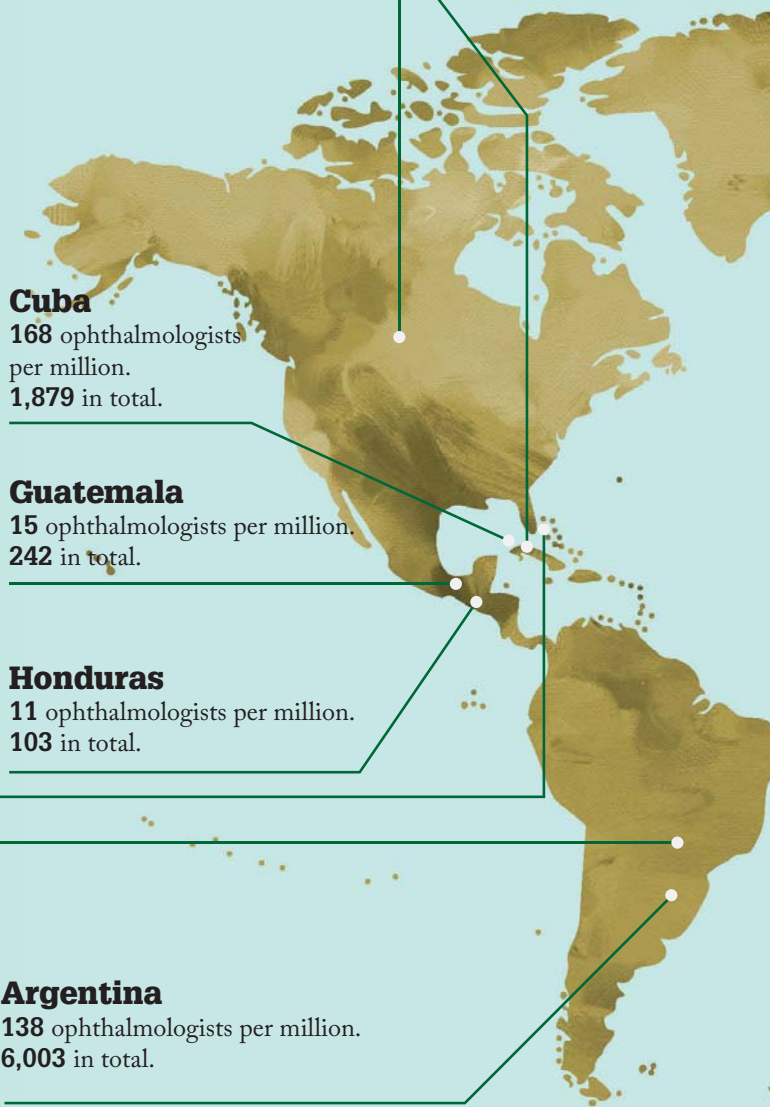 Cuba
168 ophthalmologists
per million.
1,879 in total.
Guatemala
15 ophthalmologists per million.
242 in total.
Honduras
11 ophthalmologists per million.
103 in total.
Argentina
138 ophthalmologists per million.
6,003 in total.